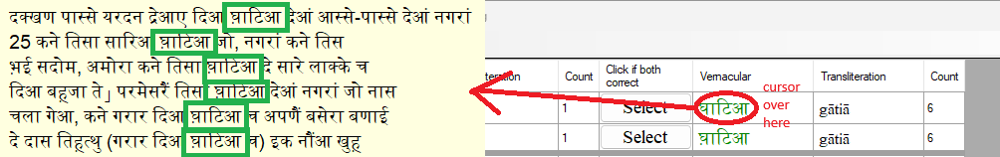 दक्खण पास्से यरदन द्रेआए दिआ घ़ाटिआ देआं आस्से-पास्से देआं नगरां
25 कने तिसा सारिआ घ़ाटिआ जो, नगरां कने तिस
भ़ई सदोम, अमोरा कने तिसा घ़ाटिआ दे सारे लाक्के च
दिआ बह्जा ते| परमेसरैं तिसा घ़ाटिआ देआं नगरां जो नास
चला गेआ, कने गरार दिआ घ़ाटिआ च अपणैं बसेरा बणाई
दे दास तिह्त्थु (गरार दिआ घ़ाटिआ च) इक नौंआ खुह्
teration Count Click if both correct Vernacular Transliteration Count
1 Select घ़ाटिआ gātiā 6
1 Select घ़ाटिआ gātiā 6
cursor
over
here